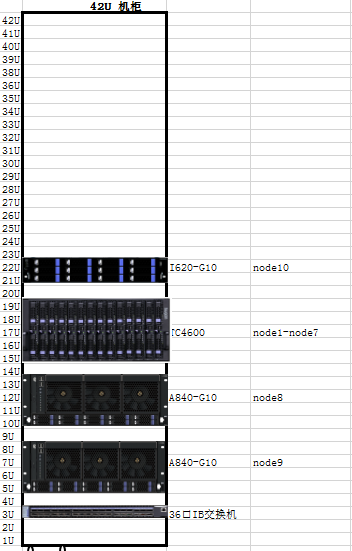 42U 机柜
42U
41U
40U
39U
38U
37U
36U
35U
34U
33U
32U
31U
30U
29U
28U
27U
26U
25U
24U
23U
22U I620-G10 node10
21U
20U
19U
18U
17U TC4600 node1-node7
16U
15U
14U
13U
12U A840-G10 node8
11U
10U
9U
8U
7U A840-G10 node9
6U
5U
4U
3U 36口IB交换机
2U
1U